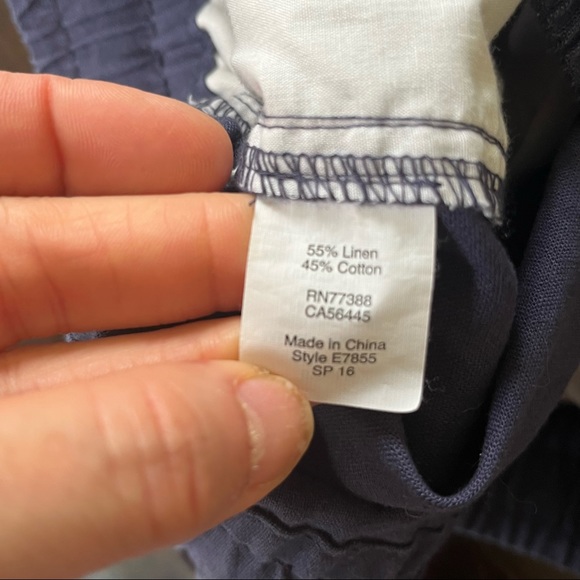 55% Linen
45% Cotton
RN77388
CA56445
Made in China
Style E7855
SP 16